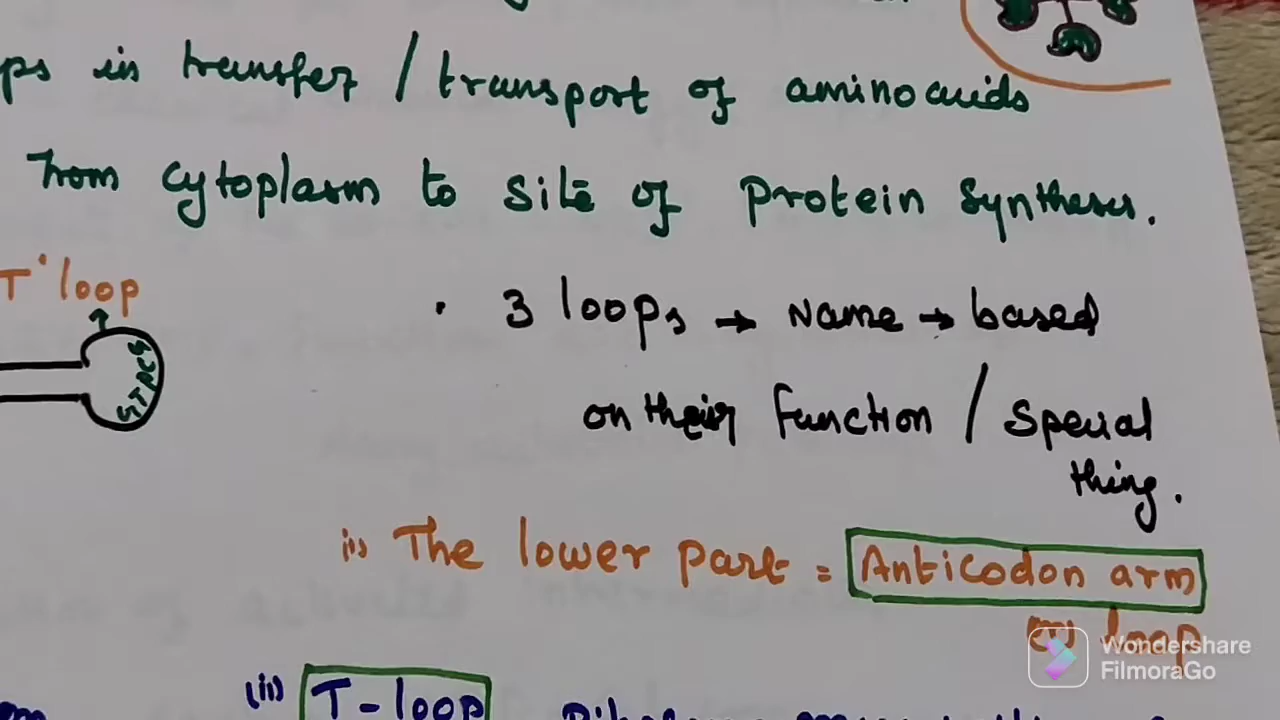 ps in transfer / transport of aminoacids
from cytoplasm to site of protein synthesis.
T loop
• 3 loops → Name → based
on their function / special
thing.
i) The lower part = Anticodon arm
(or) loop
Wondershare
FilmoraGo
(ii) T-loop